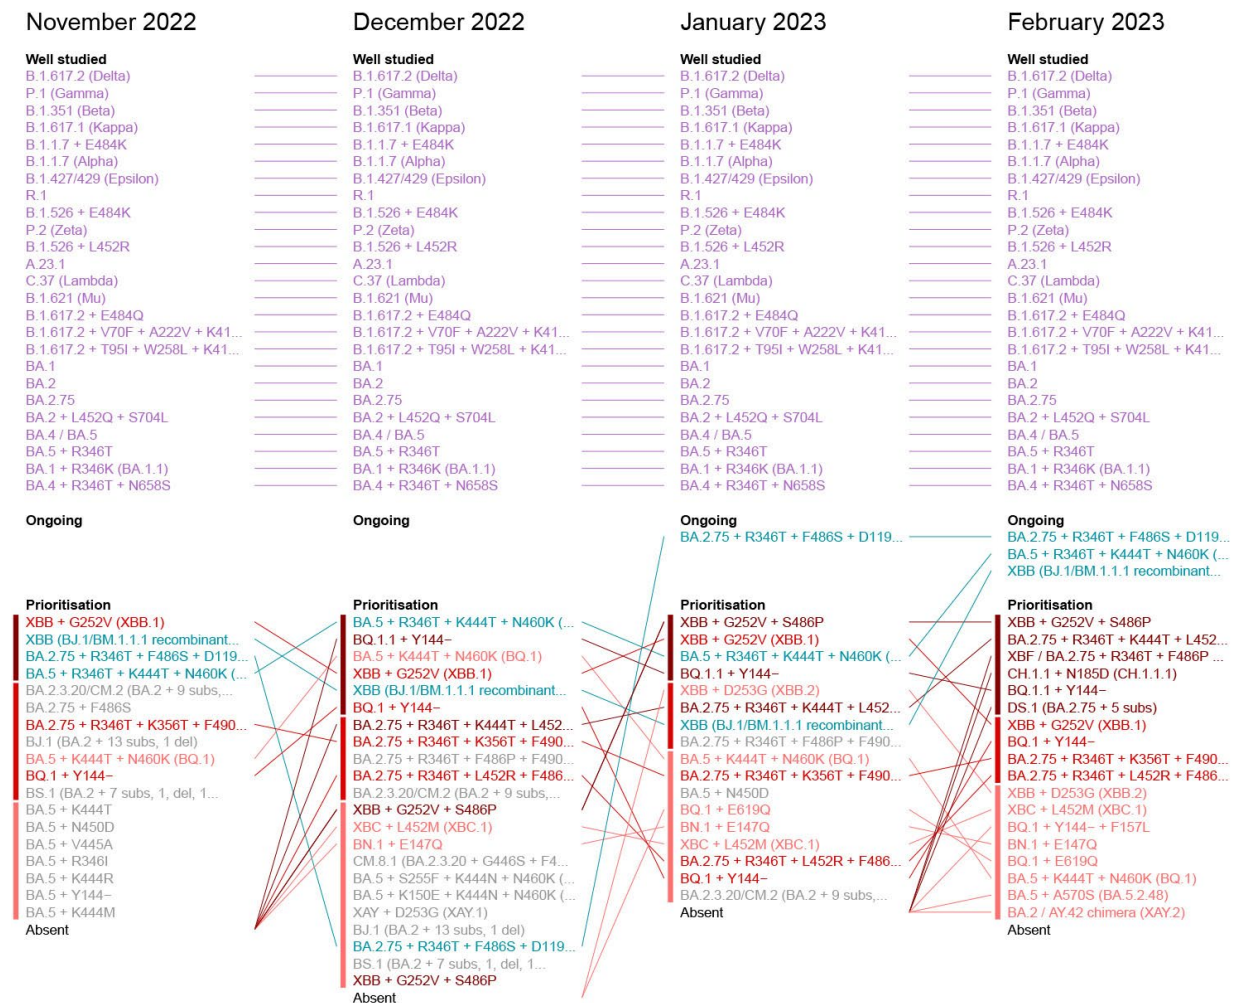 November 2022
Well studied
B.1.617.2 (Delta)
P.1 (Gamma)
B.1.351 (Beta)
B.1.617.1 (Kappa)
B.1.1.7 + E484K
B.1.1.7 (Alpha)
B.1.427/429 (Epsilon)
R.1
B.1.526 + E484K
P.2 (Zeta)
B.1.526 + L452R
A.23.1
C.37 (Lambda)
B.1.621 (Mu)
B.1.617.2 + E484Q
B.1.617.2 + V70F + A222V + K41...
B.1.617.2 + T95I + W258L + K41...
BA.1
BA.2
BA.2.75
BA.2 + L452Q + S704L
BA.4 / BA.5
BA.5 + R346T
BA.1 + R346K (BA.1.1)
BA.4 + R346T + N658S
Ongoing
Prioritisation
XBB + G252V (XBB.1)
XBB (BJ.1/BM.1.1.1 recombinant...
BA.2.75 + R346T + F486S + D119...
BA.5 + R346T + K444T + N460K (...
BA.2.3.20/CM.2 (BA.2 + 9 subs,...
BA.2.75 + F486S
BA.2.75 + R346T + K356T + F490...
BJ.1 (BA.2 + 13 subs, 1 del)
BA.5 + K444T + N460K (BQ.1)
BQ.1 + Y144−
BS.1 (BA.2 + 7 subs, 1, del, 1...
BA.5 + K444T
BA.5 + N450D
BA.5 + V445A
BA.5 + R346I
BA.5 + K444R
BA.5 + Y144−
BA.5 + K444M
Absent
December 2022
Well studied
B.1.617.2 (Delta)
P.1 (Gamma)
B.1.351 (Beta)
B.1.617.1 (Kappa)
B.1.1.7 + E484K
B.1.1.7 (Alpha)
B.1.427/429 (Epsilon)
R.1
B.1.526 + E484K
P.2 (Zeta)
B.1.526 + L452R
A.23.1
C.37 (Lambda)
B.1.621 (Mu)
B.1.617.2 + E484Q
B.1.617.2 + V70F + A222V + K41...
B.1.617.2 + T95I + W258L + K41...
BA.1
BA.2
BA.2.75
BA.2 + L452Q + S704L
BA.4 / BA.5
BA.5 + R346T
BA.1 + R346K (BA.1.1)
BA.4 + R346T + N658S
Ongoing
Prioritisation
BA.5 + R346T + K444T + N460K (...
BQ.1.1 + Y144−
BA.5 + K444T + N460K (BQ.1)
XBB + G252V (XBB.1)
XBB (BJ.1/BM.1.1.1 recombinant...
BQ.1 + Y144−
BA.2.75 + R346T + K444T + L452...
BA.2.75 + R346T + K356T + F490...
BA.2.75 + R346T + F486P + F490...
BA.2.75 + R346T + L452R + F486...
BA.2.3.20/CM.2 (BA.2 + 9 subs,...
XBB + G252V + S486P
XBC + L452M (XBC.1)
BN.1 + E147Q
CM.8.1 (BA.2.3.20 + G446S + F4...
BA.5 + S255F + K444N + N460K (...
BA.5 + K150E + K444N + N460K (...
XAY + D253G (XAY.1)
BJ.1 (BA.2 + 13 subs, 1 del)
BA.2.75 + R346T + F486S + D119...
BS.1 (BA.2 + 7 subs, 1, del, 1...
XBB + G252V + S486P
Absent
January 2023
Well studied
B.1.617.2 (Delta)
P.1 (Gamma)
B.1.351 (Beta)
B.1.617.1 (Kappa)
B.1.1.7 + E484K
B.1.1.7 (Alpha)
B.1.427/429 (Epsilon)
R.1
B.1.526 + E484K
P.2 (Zeta)
B.1.526 + L452R
A.23.1
C.37 (Lambda)
B.1.621 (Mu)
B.1.617.2 + E484Q
B.1.617.2 + V70F + A222V + K41...
B.1.617.2 + T95I + W258L + K41...
BA.1
BA.2
BA.2.75
BA.2 + L452Q + S704L
BA.4 / BA.5
BA.5 + R346T
BA.1 + R346K (BA.1.1)
BA.4 + R346T + N658S
Ongoing
BA.2.75 + R346T + F486S + D119...
Prioritisation
XBB + G252V + S486P
XBB + G252V (XBB.1)
BA.5 + R346T + K444T + N460K (...
BQ.1.1 + Y144−
XBB + D253G (XBB.2)
BA.2.75 + R346T + K444T + L452...
XBB (BJ.1/BM.1.1.1 recombinant...
BA.2.75 + R346T + F486P + F490...
BA.5 + K444T + N460K (BQ.1)
BA.2.75 + R346T + K356T + F490...
BA.5 + N450D
BQ.1 + E619Q
BN.1 + E147Q
XBC + L452M (XBC.1)
BA.2.75 + R346T + L452R + F486...
BQ.1 + Y144−
BA.2.3.20/CM.2 (BA.2 + 9 subs,...
Absent
February 2023
Well studied
B.1.617.2 (Delta)
P.1 (Gamma)
B.1.351 (Beta)
B.1.617.1 (Kappa)
B.1.1.7 + E484K
B.1.1.7 (Alpha)
B.1.427/429 (Epsilon)
R.1
B.1.526 + E484K
P.2 (Zeta)
B.1.526 + L452R
A.23.1
C.37 (Lambda)
B.1.621 (Mu)
B.1.617.2 + E484Q
B.1.617.2 + V70F + A222V + K41...
B.1.617.2 + T95I + W258L + K41...
BA.1
BA.2
BA.2.75
BA.2 + L452Q + S704L
BA.4 / BA.5
BA.5 + R346T
BA.1 + R346K (BA.1.1)
BA.4 + R346T + N658S
Ongoing
BA.2.75 + R346T + F486S + D119...
BA.5 + R346T + K444T + N460K (...
XBB (BJ.1/BM.1.1.1 recombinant...
Prioritisation
XBB + G252V + S486P
BA.2.75 + R346T + K444T + L452...
XBF / BA.2.75 + R346T + F486P ...
CH.1.1 + N185D (CH.1.1.1)
BQ.1.1 + Y144−
DS.1 (BA.2.75 + 5 subs)
XBB + G252V (XBB.1)
BQ.1 + Y144−
BA.2.75 + R346T + K356T + F490...
BA.2.75 + R346T + L452R + F486...
XBB + D253G (XBB.2)
XBC + L452M (XBC.1)
BQ.1 + Y144− + F157L
BN.1 + E147Q
BQ.1 + E619Q
BA.5 + K444T + N460K (BQ.1)
BA.5 + A570S (BA.5.2.48)
BA.2 / AY.42 chimera (XAY.2)
Absent